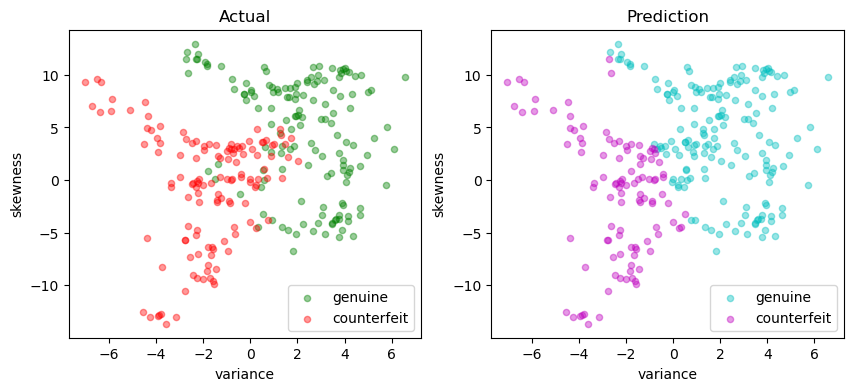 Actual
Prediction
skewness
10
5
0
−5
−10
genuine
counterfeit
−6 −4 −2 0 2 4 6
variance
skewness
10
5
0
−5
−10
genuine
counterfeit
−6 −4 −2 0 2 4 6
variance